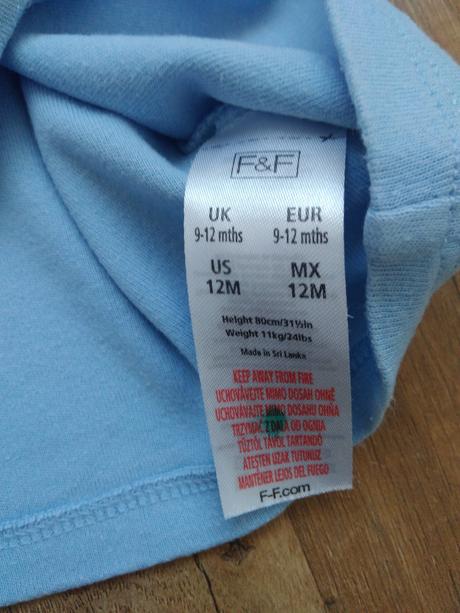 F&F
UK EUR
9-12 mths 9-12 mths
US MX
12M 12M
Height 80cm/31½in
Weight 11kg/24lbs
Made in Sri Lanka
KEEP AWAY FROM FIRE
UCHOVÁVEJTE MIMO DOSAH OHNĚ
UCHOVÁVAJTE MIMO DOSAHU OHŇA
TRZYMAĆ Z DALA OD OGNIA
TŰZTŐL TÁVOL TARTANDÓ
ATEŞTEN UZAK TUTUNUZ
MANTENER LEJOS DEL FUEGO
F-F.com